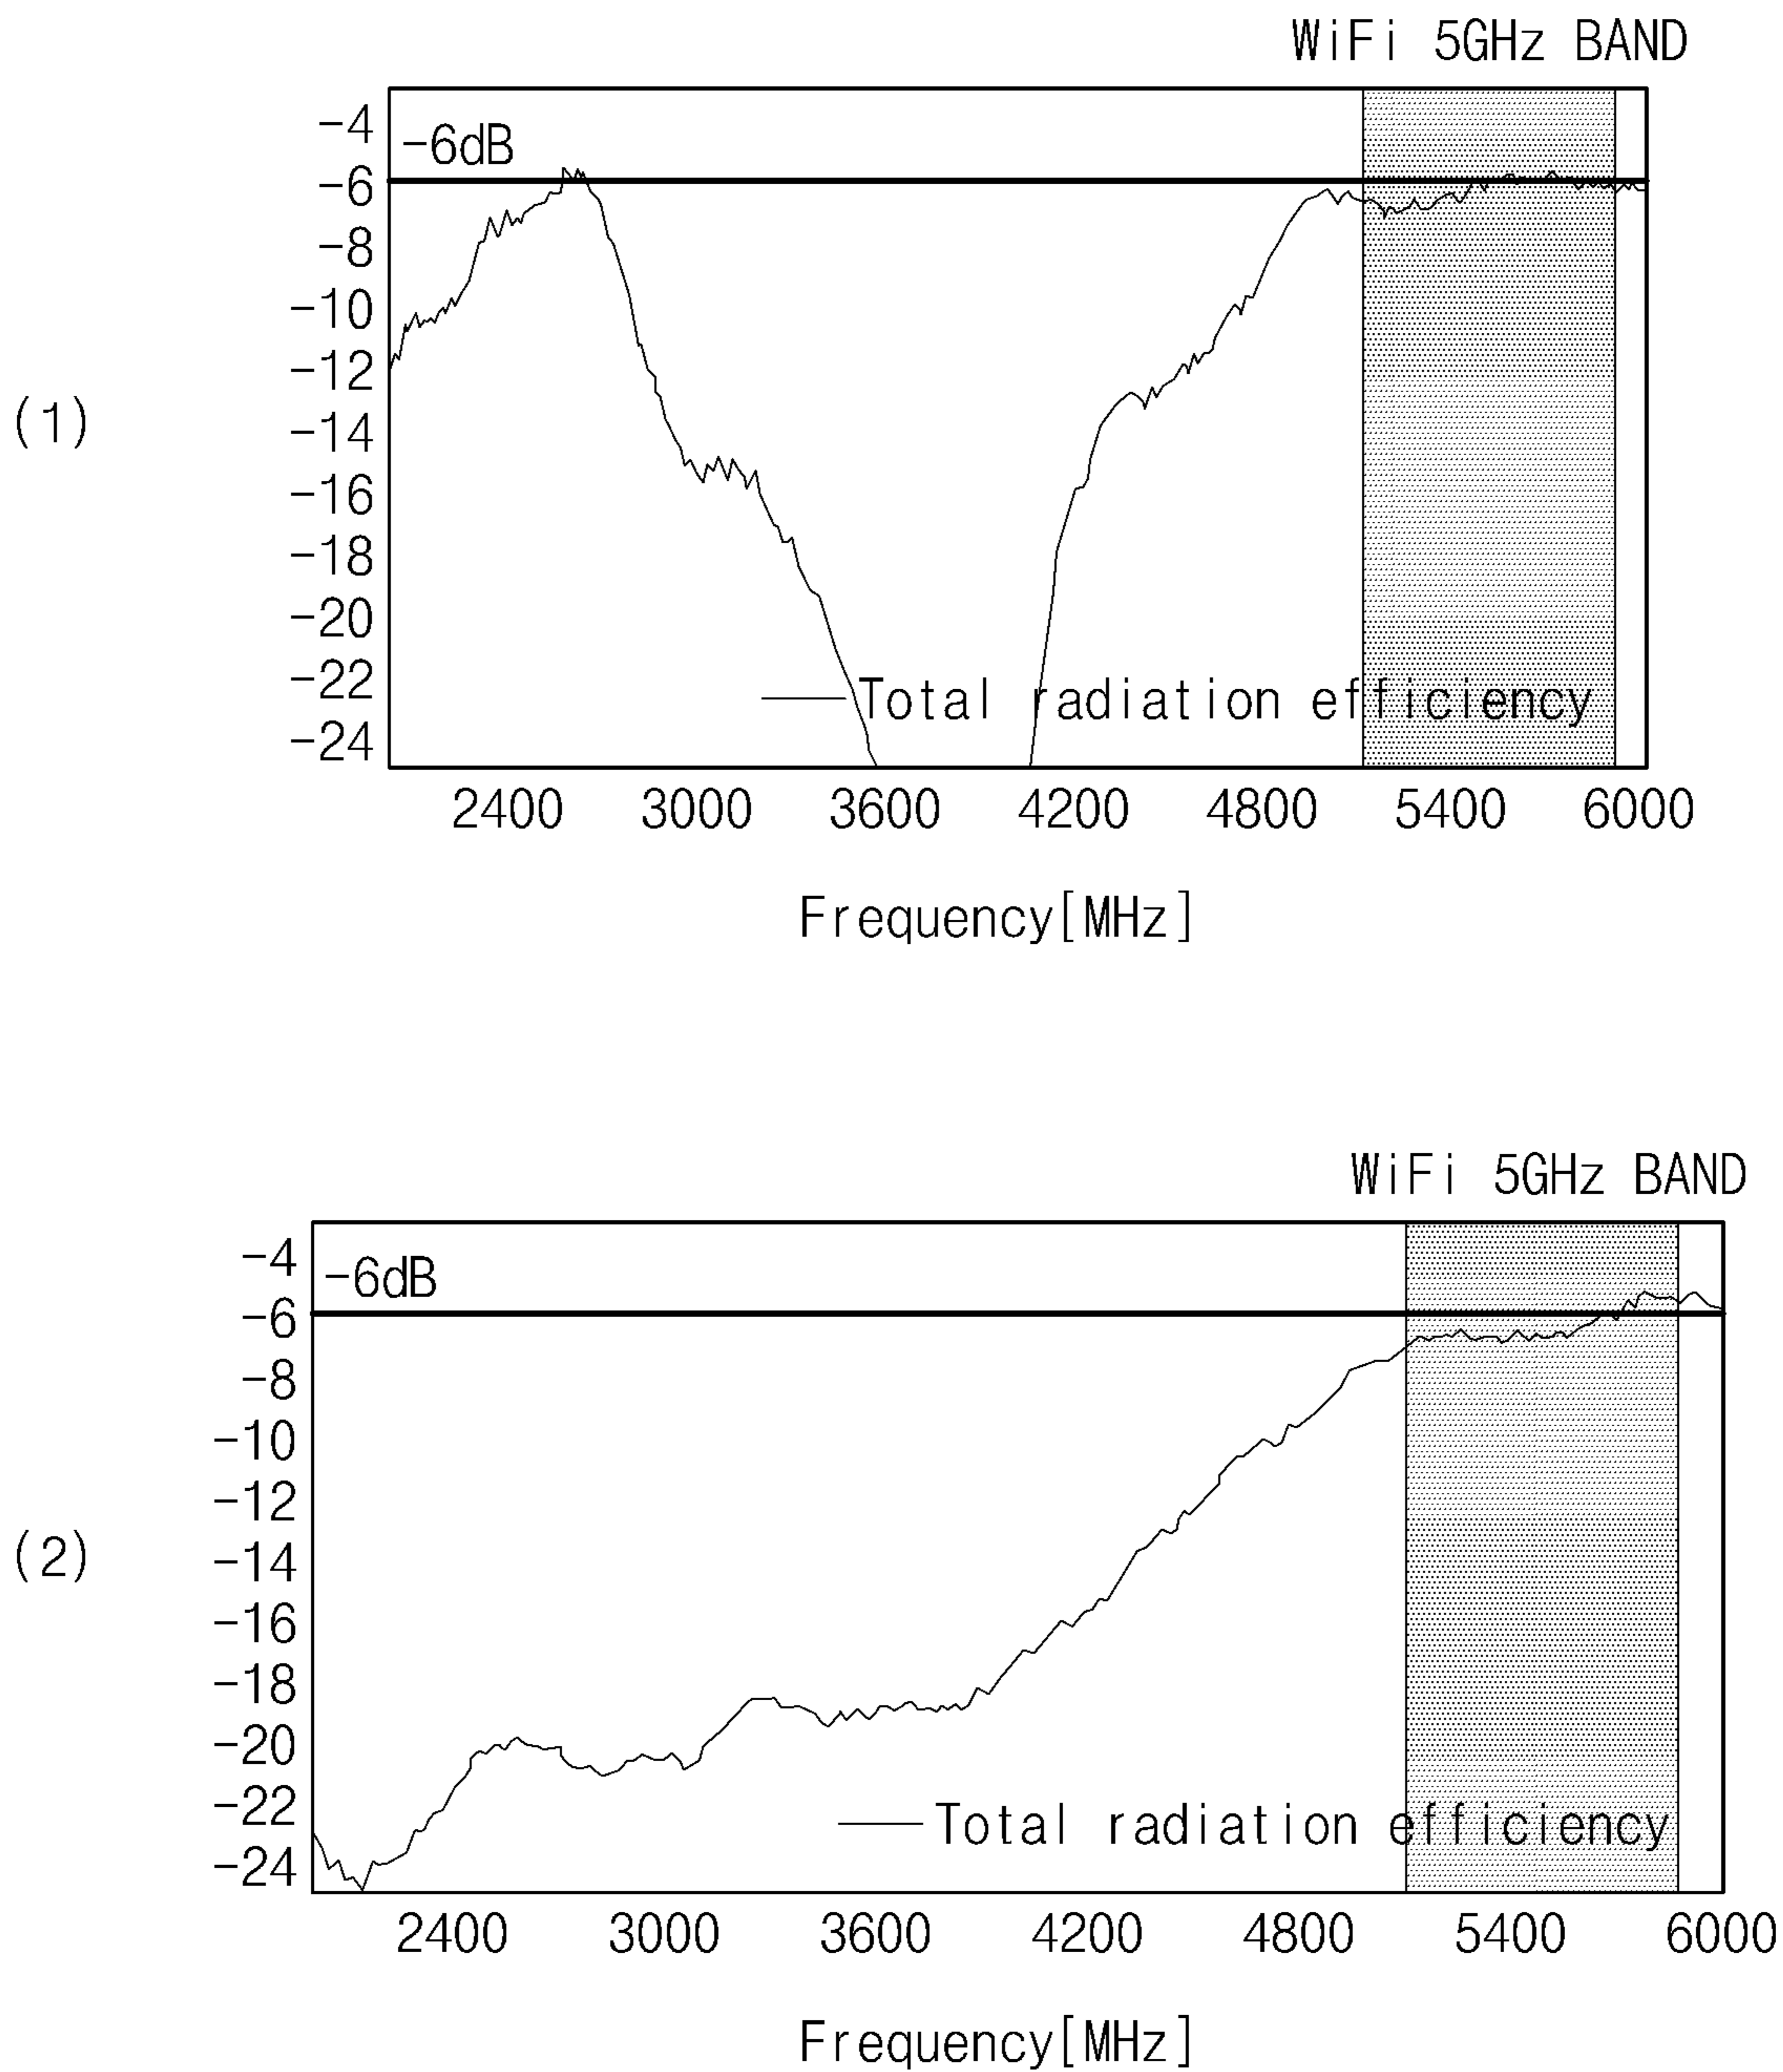 WiFi 5GHz BAND
-6dB
-4
-6
-8
-10
-12
-14
-16
-18
-20
-22
-24
(1)
Total radiation efficiency
2400 3000 3600 4200 4800 5400 6000
Frequency[MHz]
WiFi 5GHz BAND
-6dB
-4
-6
-8
-10
-12
-14
-16
-18
-20
-22
-24
(2)
Total radiation efficiency
2400 3000 3600 4200 4800 5400 6000
Frequency[MHz]